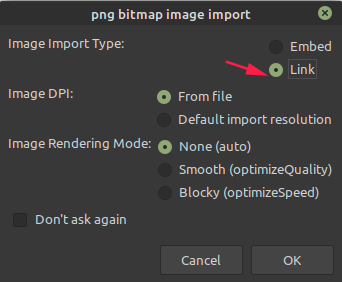 png bitmap image import
Image Import Type:
Embed
Link
Image DPI:
From file
Default import resolution
Image Rendering Mode:
None (auto)
Smooth (optimizeQuality)
Blocky (optimizeSpeed)
Don't ask again
Cancel
OK